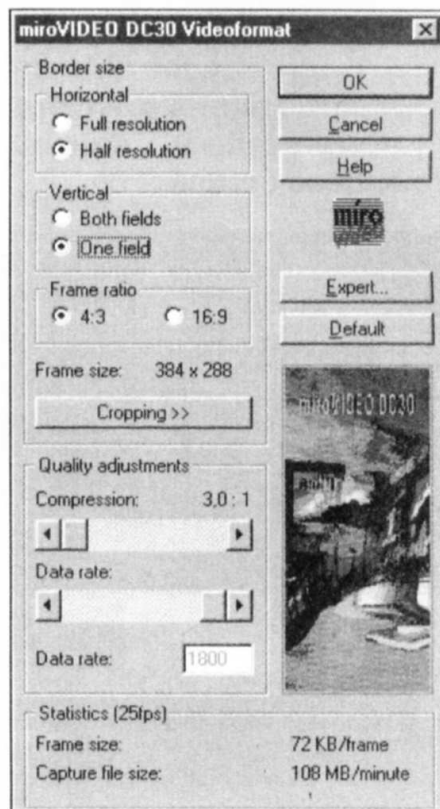 miroVIDEO DC30 Videoformat
Border size
Horizontal
Full resolution
Half resolution
Vertical
Both fields
One field
Frame ratio
4:3 16:9
Frame size: 384 x 288
Cropping >>
Quality adjustments
Compression: 3,0 : 1
Data rate:
Data rate: 1800
OK
Cancel
Help
miro
VIDEO
Expert...
Default
miroVIDEO DC30
Statistics (25fps)
Frame size: 72 KB/frame
Capture file size: 108 MB/minute